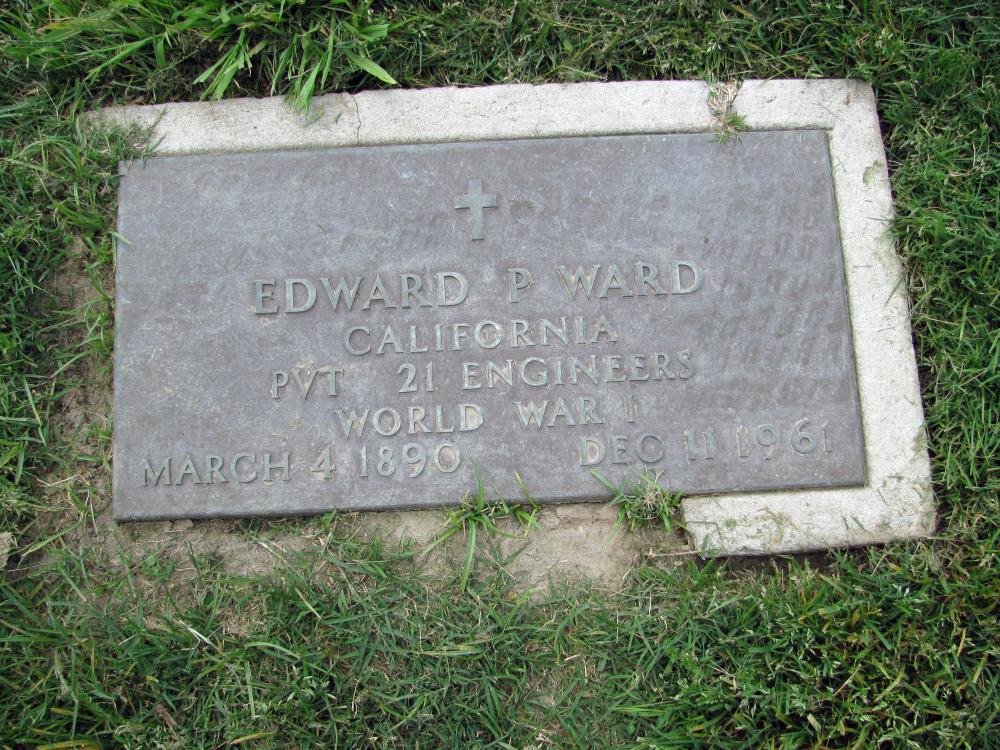 EDWARD P WARD
CALIFORNIA
PVT 21 ENGINEERS
WORLD WAR I
MARCH 4 1890 DEC 11 1961